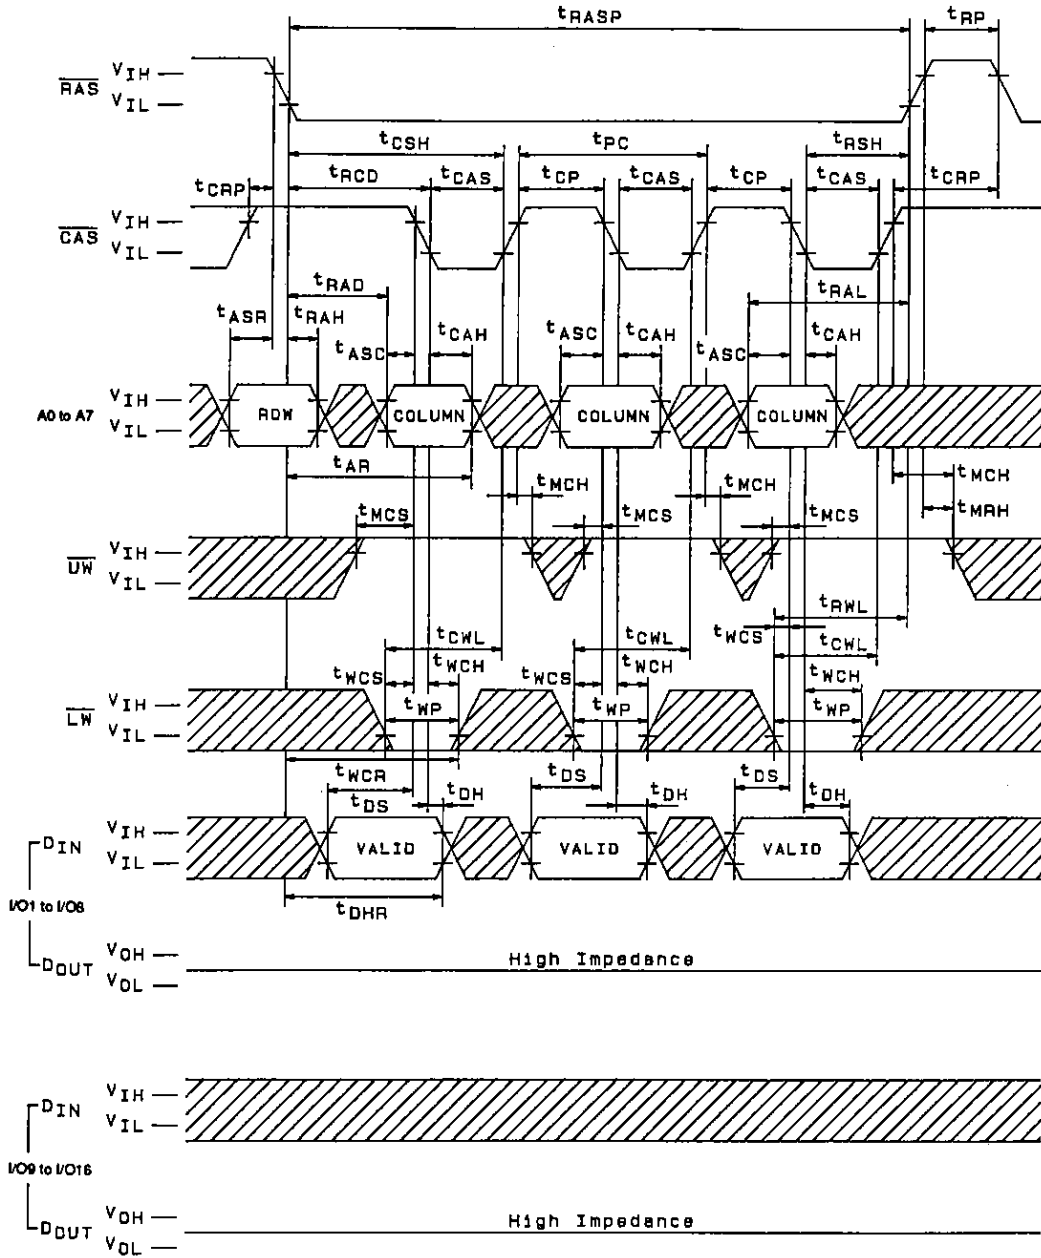 tRASP tRP
RAS VIH
VIL
tCSH tPC tRSH
tCRP tRCD tCAS tCP tCAS tCP tCAS tCRP
CAS VIH
VIL
tRAD tRAL
tASR tRAH tASC tCAH tASC tCAH tASC tCAH
A0 to A7 VIH
VIL
ROW COLUMN COLUMN COLUMN
tAR tMCH tMCH tMCH
tMCS tMCS tMCS tMRH
UW VIH
VIL
tRWL
tCWL tCWL tWCS tCWL
tWCS tWCH tWCS tWCH tWCH
LW VIH
VIL
tWP tWP tWP
tWCR tDS tDS
tDS tDH tDH tDH
DIN VIH
VIL
VALID VALID VALID
tDHR
I/O1 to I/O8
DOUT VOH
VOL
High Impedance
DIN VIH
VIL
I/O9 to I/O16
DOUT VOH
VOL
High Impedance